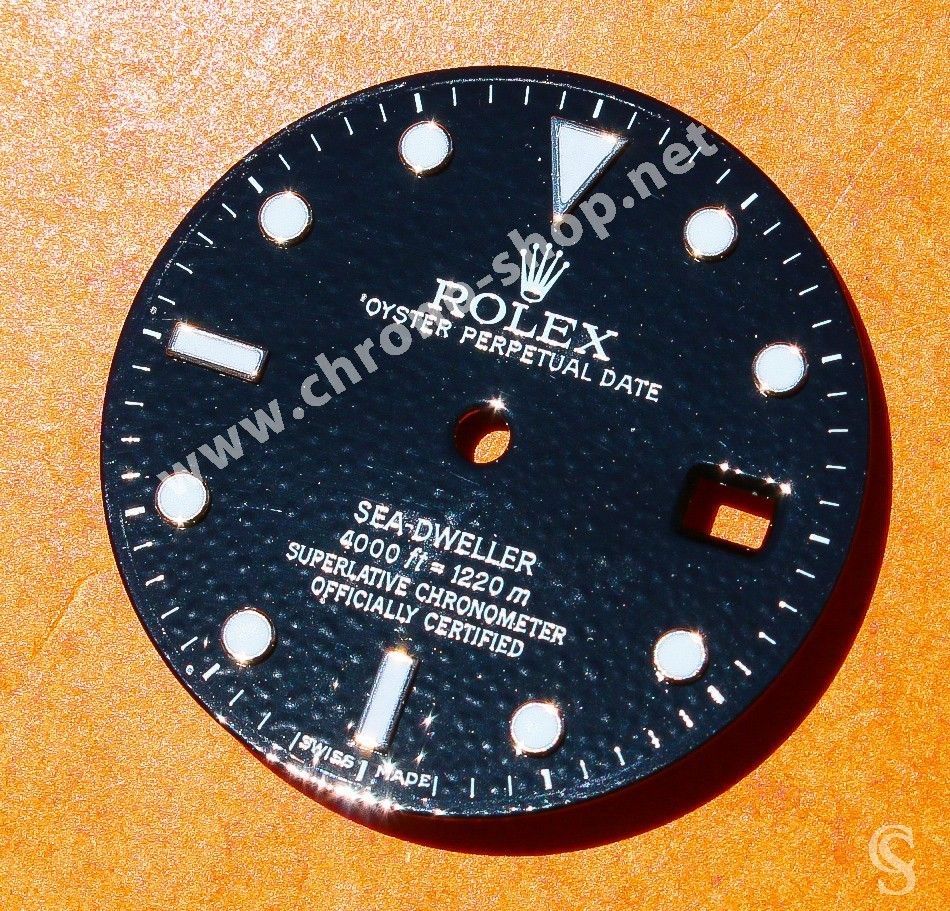 ROLEX
OYSTER PERPETUAL DATE
SEA-DWELLER
4000 ft = 1220 m
SUPERLATIVE CHRONOMETER
OFFICIALLY CERTIFIED
SWISS MADE
www.chrono-shop.net
CS